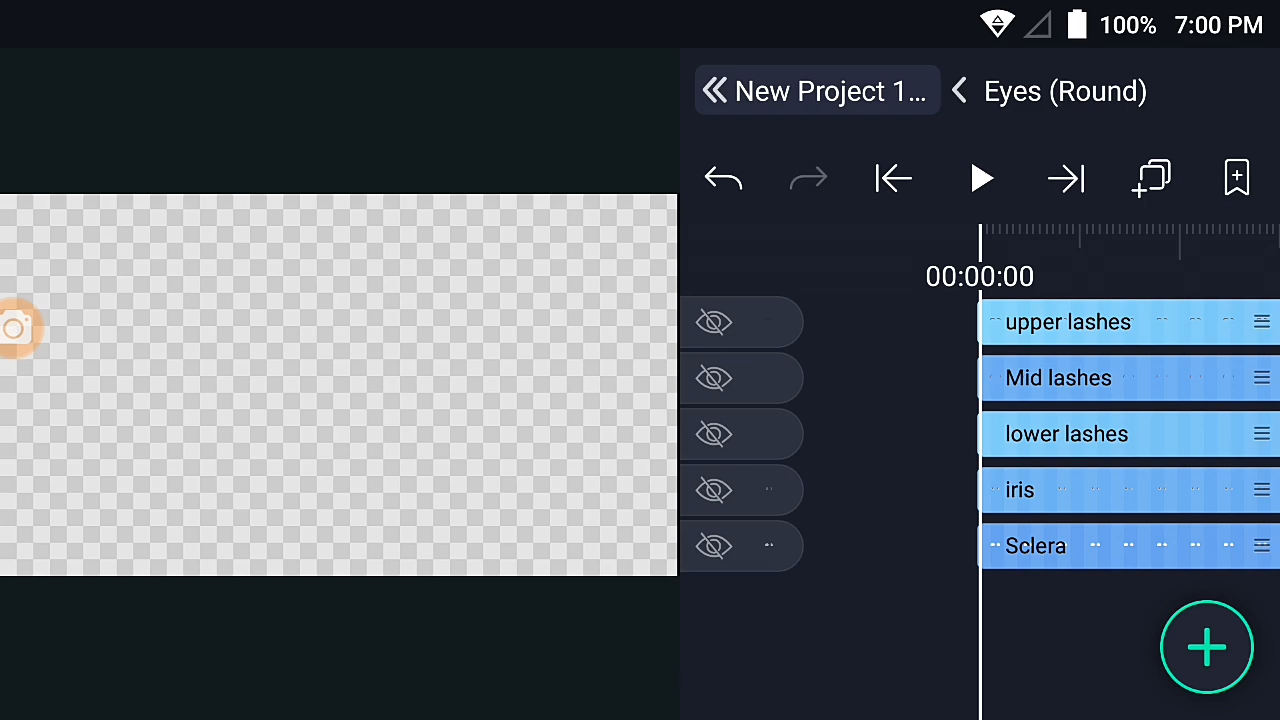 100% 7:00 PM
New Project 1... Eyes (Round)
00:00:00
upper lashes
Mid lashes
lower lashes
iris
Sclera